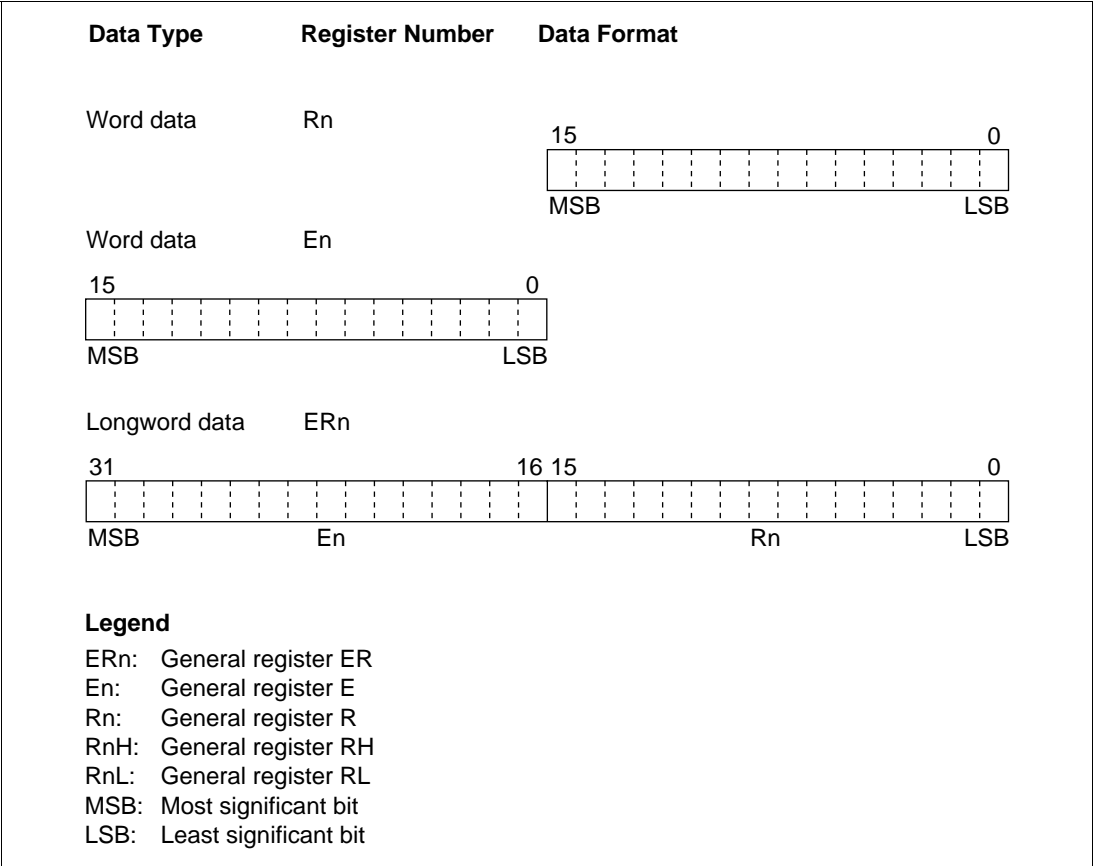 Data Type Register Number Data Format
Word data Rn
15 0
MSB LSB
Word data En
15 0
MSB LSB
Longword data ERn
31 16 15 0
MSB En Rn LSB
Legend
ERn: General register ER
En: General register E
Rn: General register R
RnH: General register RH
RnL: General register RL
MSB: Most significant bit
LSB: Least significant bit